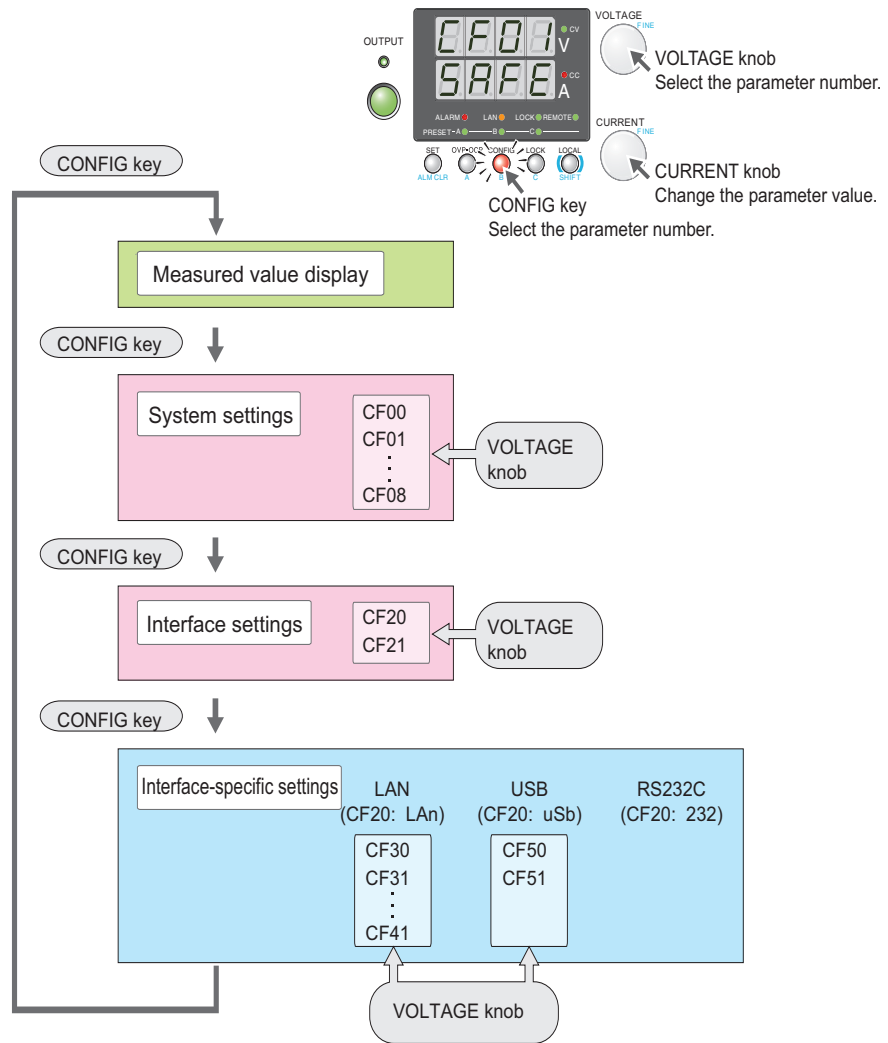 OUTPUT
CF01 V
CV
SAFE A
CC
ALARM LAN LOCK REMOTE
PRESET A B C
SET OVP•OCP CONFIG LOCK LOCAL
ALM CLR A B C SHIFT
VOLTAGE
FINE
VOLTAGE knob
Select the parameter number.
CURRENT
FINE
CURRENT knob
Change the parameter value.
CONFIG key
Select the parameter number.
CONFIG key
Measured value display
CONFIG key
System settings
CF00
CF01
CF08
VOLTAGE
knob
CONFIG key
Interface settings
CF20
CF21
VOLTAGE
knob
CONFIG key
Interface-specific settings
LAN
(CF20: LAn)
CF30
CF31
CF41
USB
(CF20: uSb)
CF50
CF51
RS232C
(CF20: 232)
VOLTAGE knob